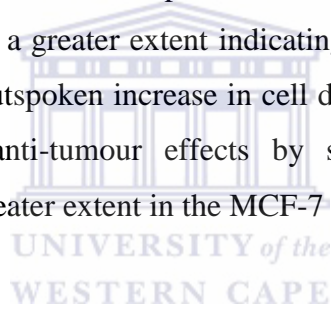 a greater extent indicating
utspoken increase in cell d
anti-tumour effects by s
eater extent in the MCF-7
UNIVERSITY of the
WESTERN CAPE